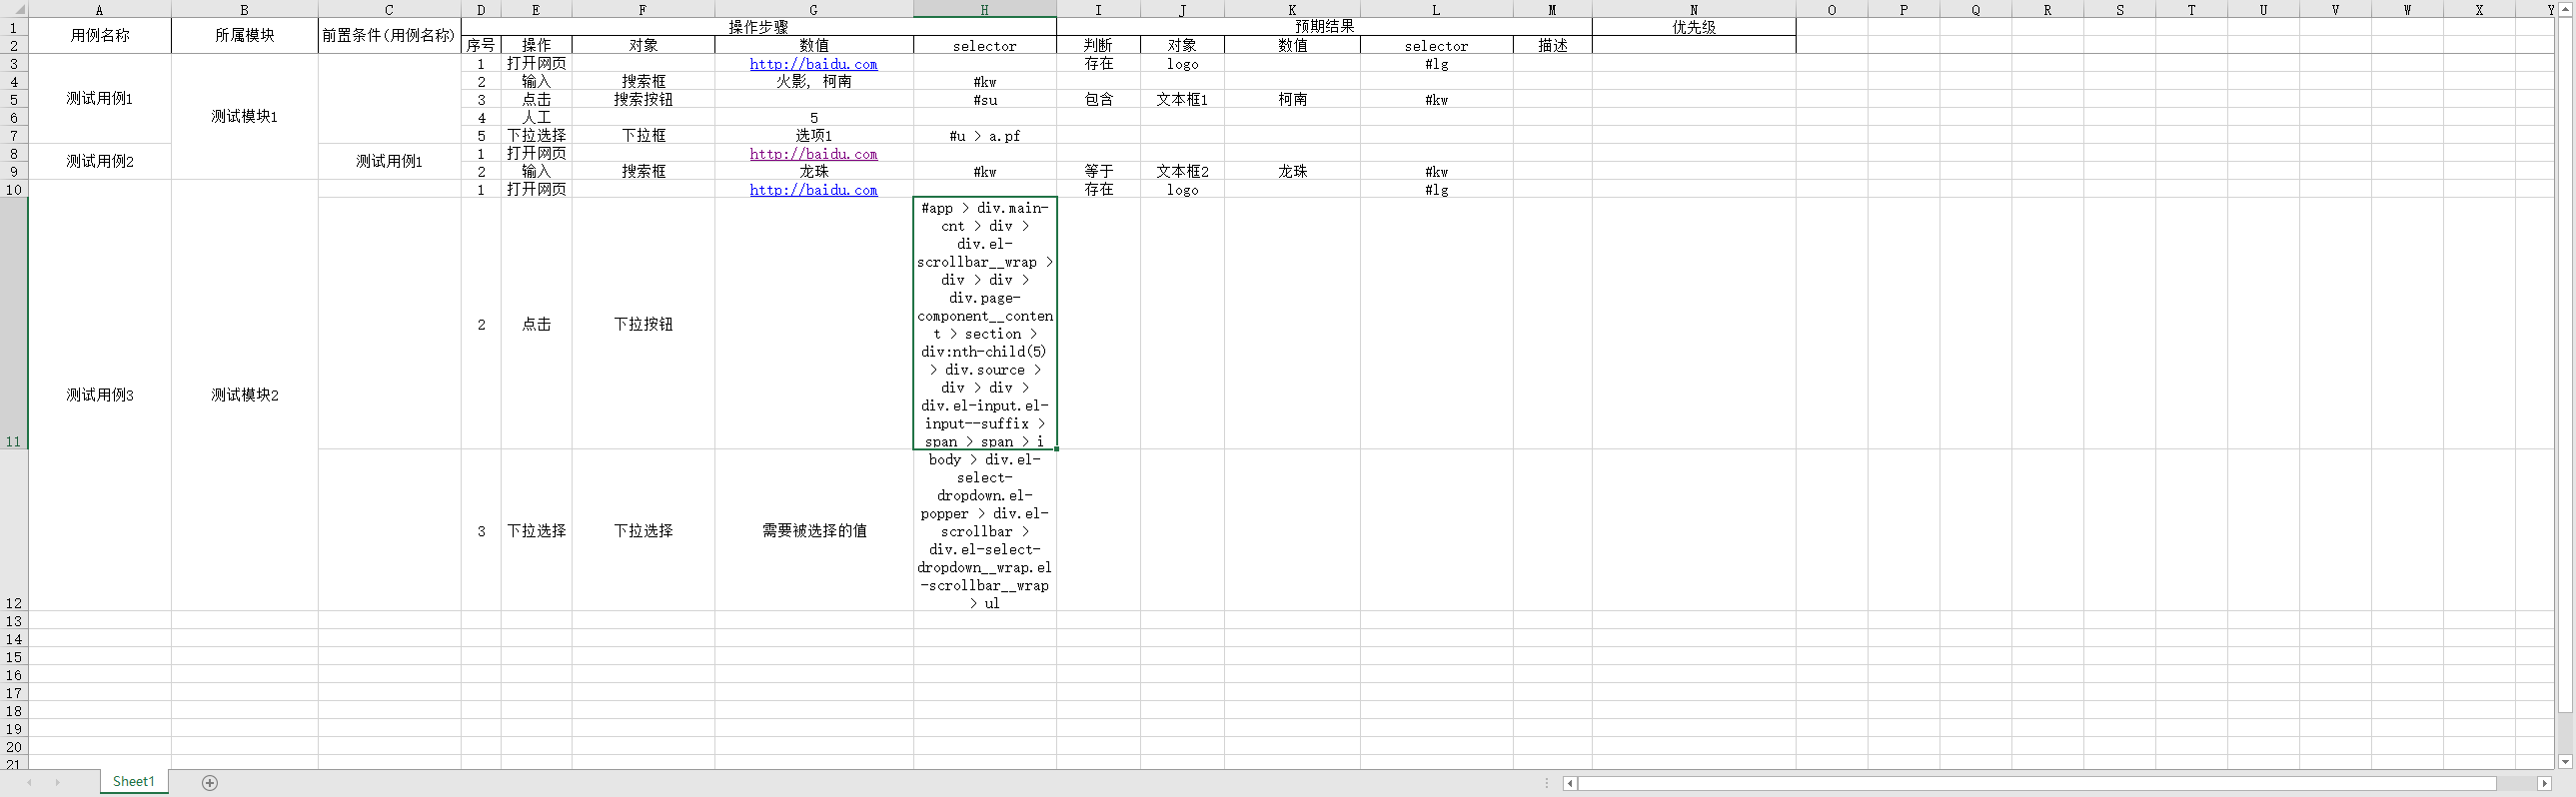 A B C D E F G H I J K L M N O P Q R S T U V W X Y
1 操作步骤 预期结果 优先级
用例名称 所属模块 前置条件(用例名称)
2 序号 操作 对象 数值 selector 判断 对象 数值 selector 描述
3 1 打开网页 http://baidu.com 存在 logo #lg
4 2 输入 搜索框 火影, 柯南 #kw
测试用例1
5 3 点击 搜索按钮 #su 包含 文本框1 柯南 #kw
测试模块1
6 4 人工 5
7 5 下拉选择 下拉框 选项1 #u > a.pf
8 1 打开网页 http://baidu.com
测试用例2 测试用例1
9 2 输入 搜索框 龙珠 #kw 等于 文本框2 龙珠 #kw
10 1 打开网页 http://baidu.com 存在 logo #lg
#app > div.main-
cnt > div >
div.el-
scrollbar__wrap >
div > div >
div.page-
component__conten
2 点击 下拉按钮 t > section >
div:nth-child(5)
> div.source >
测试用例3 测试模块2 div > div >
div.el-input.el-
input--suffix >
11 span > span > i
body > div.el-
select-
dropdown.el-
popper > div.el-
3 下拉选择 下拉选择 需要被选择的值 scrollbar >
div.el-select-
dropdown__wrap.el
-scrollbar__wrap
12 > ul
13
14
15
16
17
18
19
20
21
Sheet1